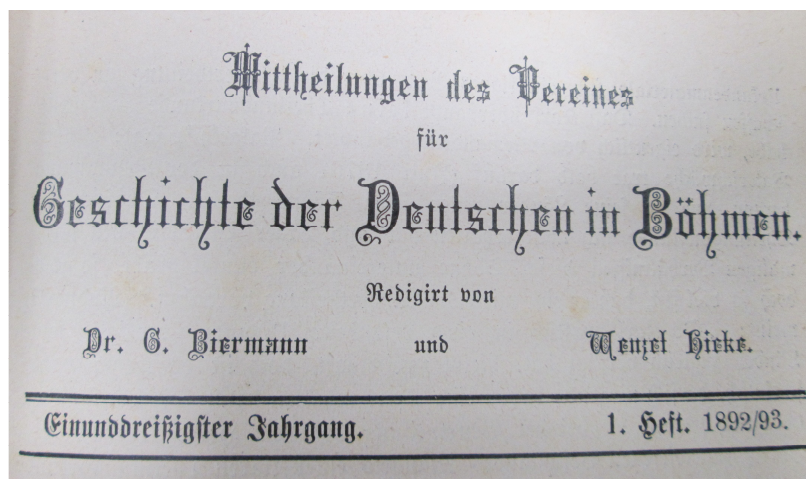 Mittheilungen des Vereines
für
Geschichte der Deutschen in Böhmen.
Redigirt von
Dr. G. Biermann und Wenzel Hieke.
Einunddreißigster Jahrgang. 1. Heft. 1892/93.